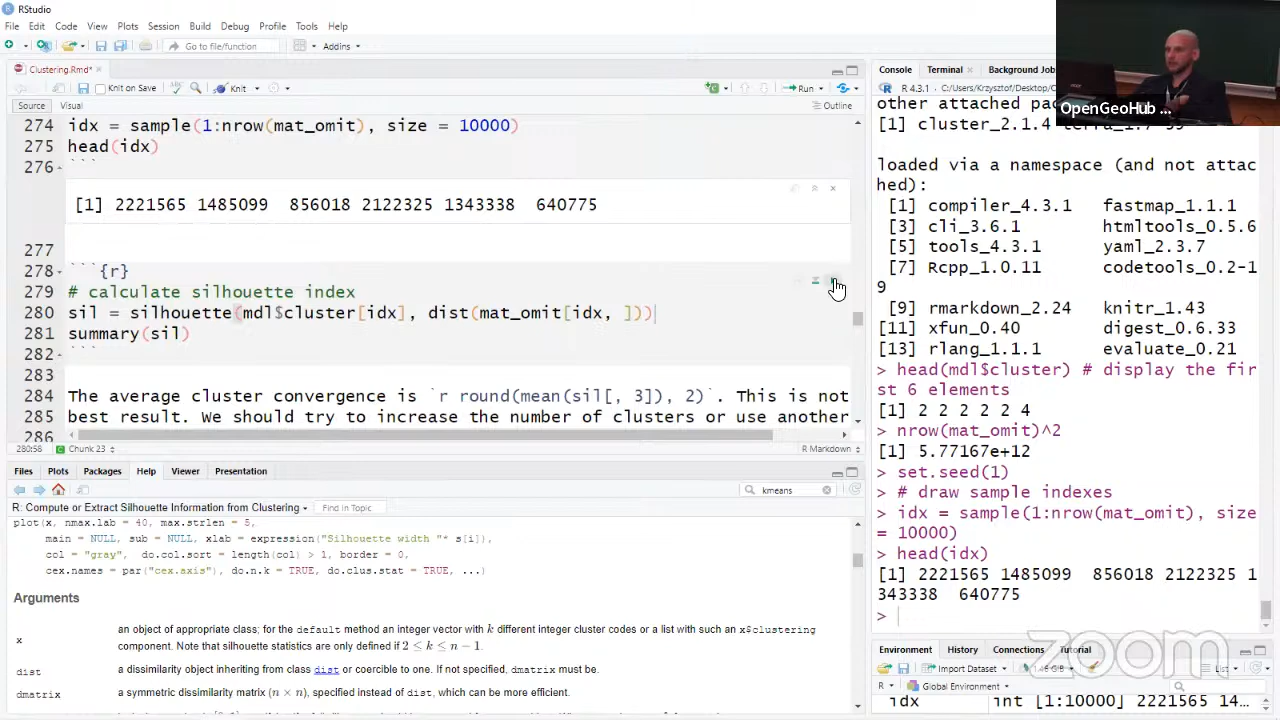 RStudio
File Edit Code View Plots Session Build Debug Profile Tools Help
Go to file/function Addins
Clustering.Rmd*
Knit on Save Knit Run
Source Visual Outline
274 idx = sample(1:nrow(mat_omit), size = 10000)
275 head(idx)
276 ```
[1] 2221565 1485099 856018 2122325 1343338 640775
277
278 ```{r}
279 # calculate silhouette index
280 sil = silhouette(mdl$cluster[idx], dist(mat_omit[idx, ]))
281 summary(sil)
282 ```
283
284 The average cluster convergence is `r round(mean(sil[, 3]), 2)`. This is not
285 best result. We should try to increase the number of clusters or use another
286
280:56 Chunk 23 R Markdown
Files Plots Packages Help Viewer Presentation
kmeans
R: Compute or Extract Silhouette Information from Clustering Find in Topic
plot(x, nmax.lab = 40, max.strlen = 5,
main = NULL, sub = NULL, xlab = expression("Silhouette width "* s[i]),
col = "gray", do.col.sort = length(col) > 1, border = 0,
cex.names = par("cex.axis"), do.n.k = TRUE, do.clus.stat = TRUE, ...)
Arguments
x an object of appropriate class; for the default method an integer vector with k different integer cluster codes or a list with such an x$clustering
component. Note that silhouette statistics are only defined if 2 ≤ k ≤ n − 1.
dist a dissimilarity object inheriting from class dist or coercible to one. If not specified, dmatrix must be.
dmatrix a symmetric dissimilarity matrix (n × n), specified instead of dist, which can be more efficient.
Console Terminal Background Jobs
R 4.3.1 · C:/Users/Krzysztof/Desktop/
OpenGeoHub ...
other attached
[1] cluster_2.1.4
loaded via a namespace (and not attac
hed):
[1] compiler_4.3.1 fastmap_1.1.1
[3] cli_3.6.1 htmltools_0.5.6
[5] tools_4.3.1 yaml_2.3.7
[7] Rcpp_1.0.11 codetools_0.2-1
9
[9] rmarkdown_2.24 knitr_1.43
[11] xfun_0.40 digest_0.6.33
[13] rlang_1.1.1 evaluate_0.21
> head(mdl$cluster) # display the fir
st 6 elements
[1] 2 2 2 2 2 4
> nrow(mat_omit)^2
[1] 5.77167e+12
> set.seed(1)
> # draw sample indexes
> idx = sample(1:nrow(mat_omit), size
= 10000)
> head(idx)
[1] 2221565 1485099 856018 2122325 1
343338 640775
>
zoom
Environment History Connections Tutorial
Import Dataset List
R Global Environment
idx int [1:10000] 2221565 14...